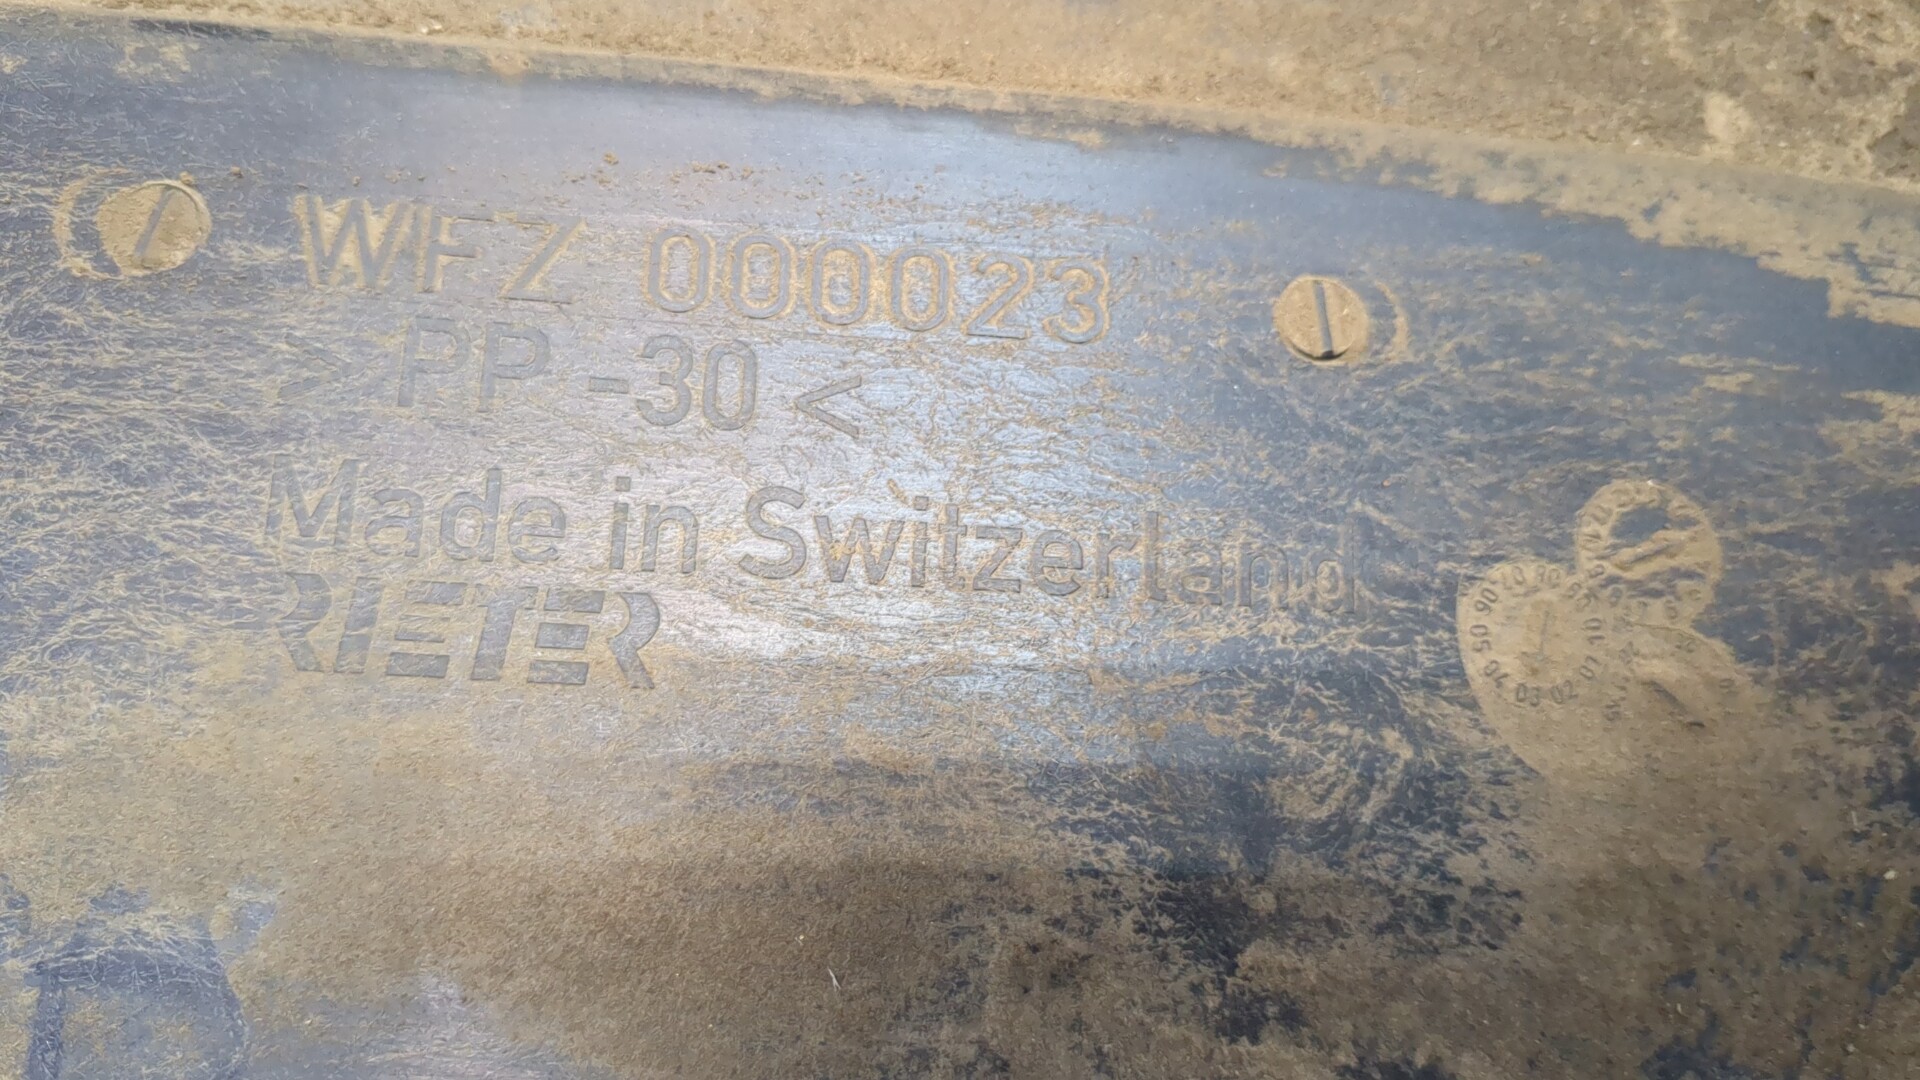 WFZ 000023
> PP -30 <
Made in Switzerland
RIETER